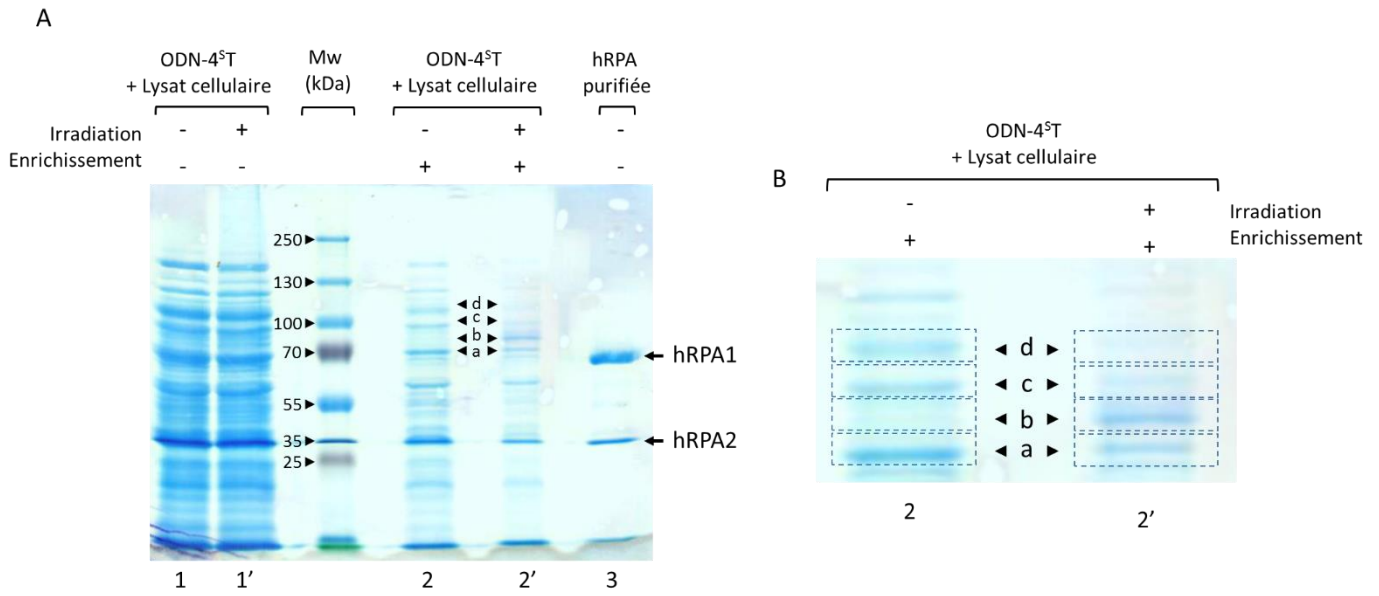 A
ODN-4ˢT
+ Lysat cellulaire
Mw
(kDa)
ODN-4ˢT
+ Lysat cellulaire
hRPA
purifiée
Irradiation - + - + -
Enrichissement - - + + -
250
130
100
70
55
35
25
d
c
b
a
hRPA1
hRPA2
1 1’ 2 2’ 3
B
ODN-4ˢT
+ Lysat cellulaire
- + Irradiation
+ + Enrichissement
d
c
b
a
2 2’